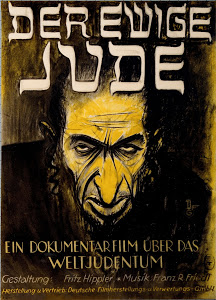 DER EWIGE
JUDE
EIN DOKUMENTARFILM ÜBER DAS
WELTJUDENTUM
Gestaltung: Fritz Hippler * Musik: Franz R. Friedl
Herstellung u. Vertrieb: Deutsche Filmherstellungs- u. Verwertungs-GmbH